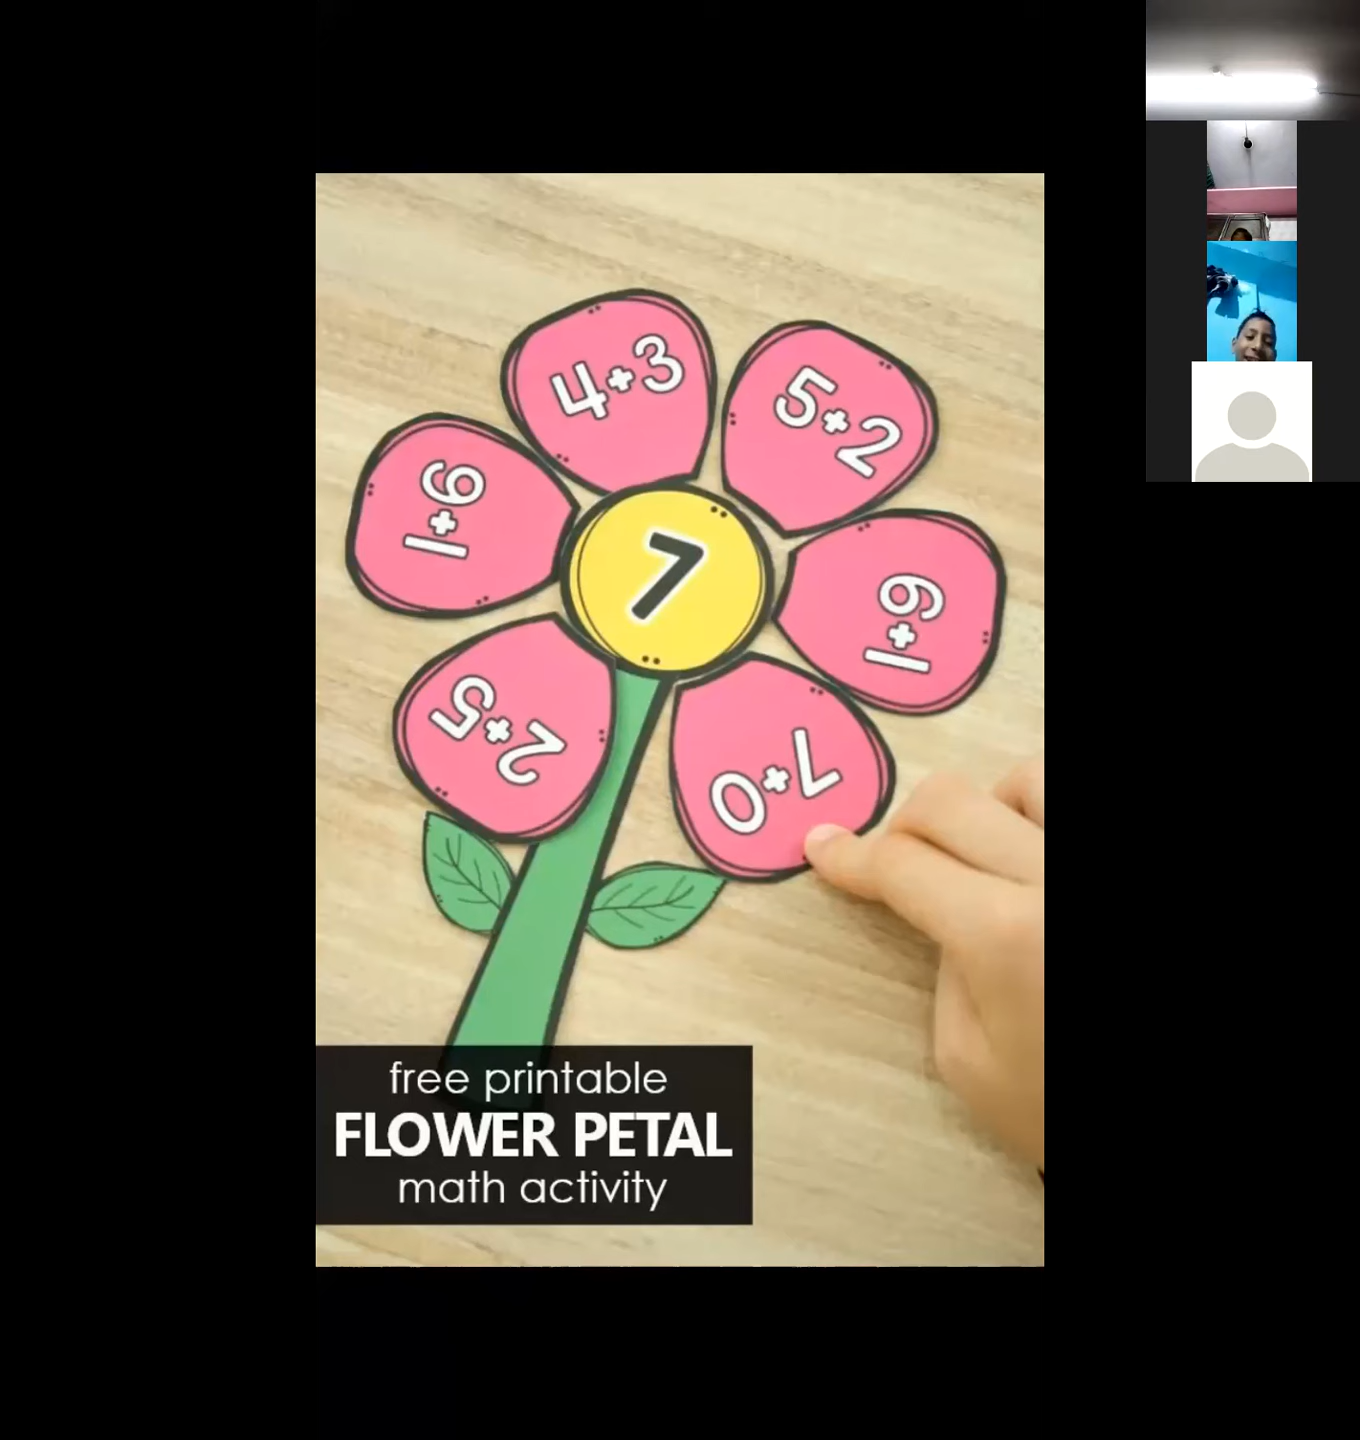 4+3
5+2
1+6
7
6+1
2+5
7+0
free printable
FLOWER PETAL
math activity